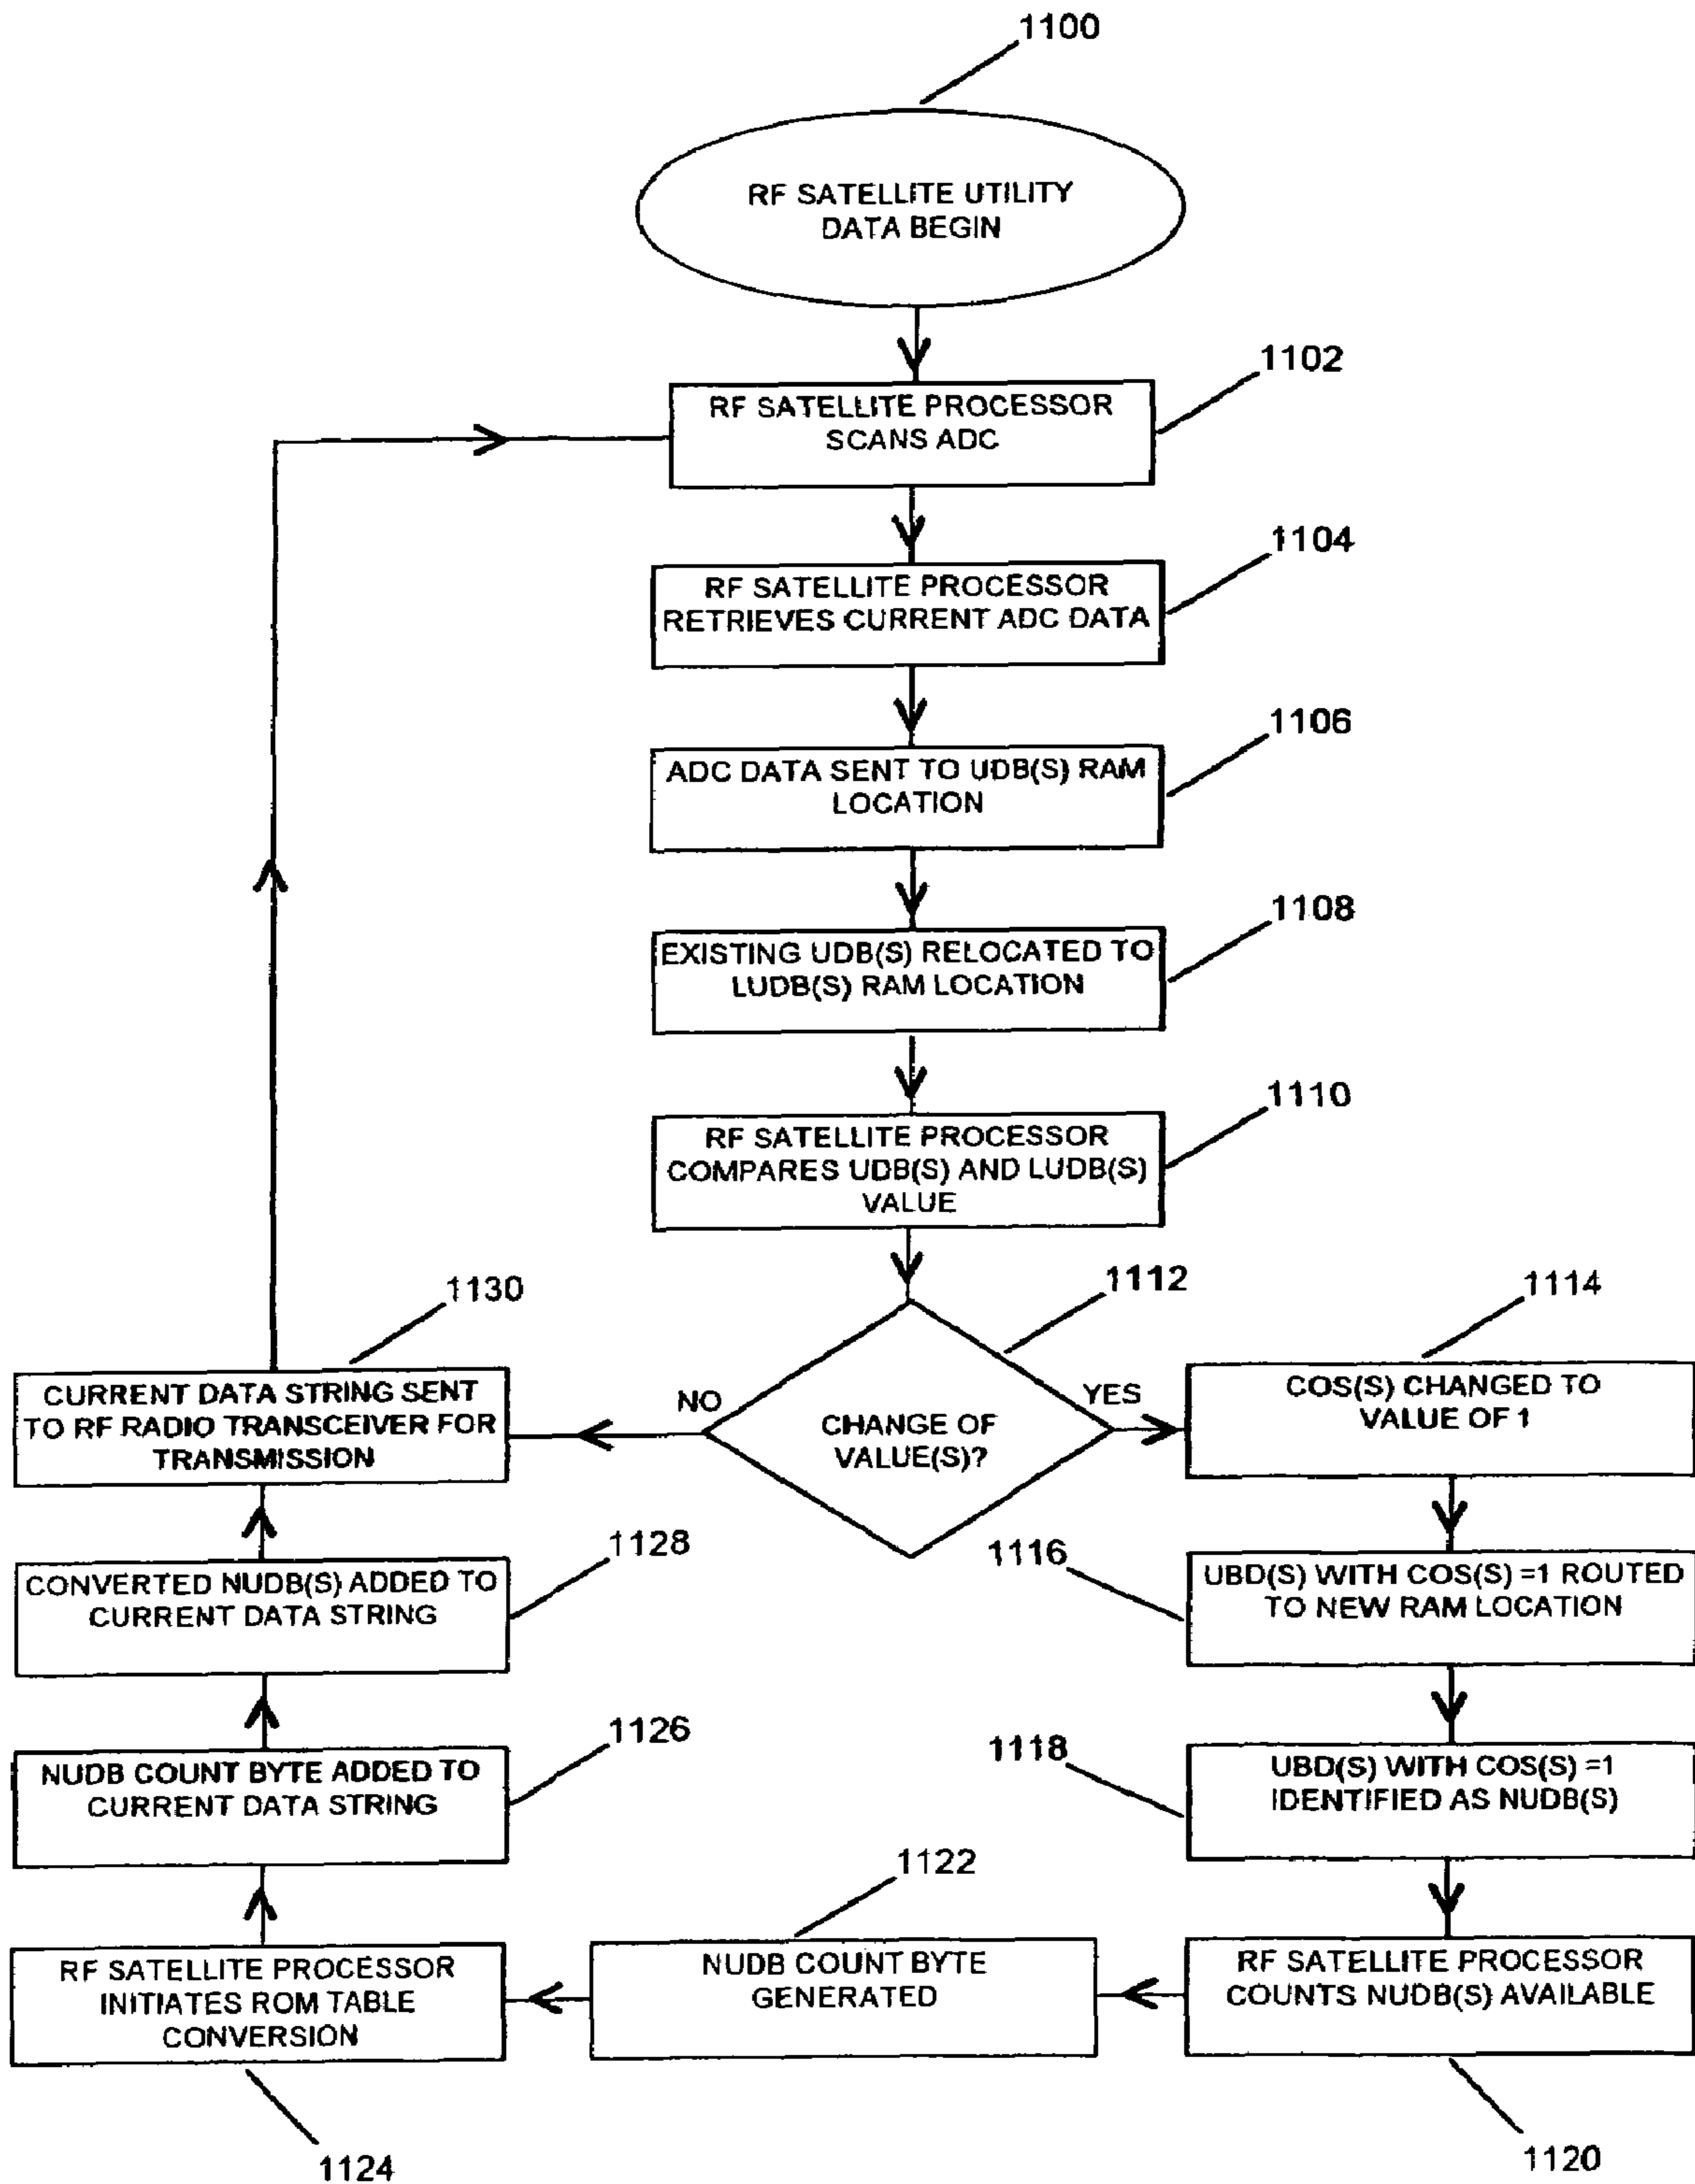 1100
RF SATELLITE UTILITY
DATA BEGIN
1102
RF SATELLITE PROCESSOR
SCANS ADC
1104
RF SATELLITE PROCESSOR
RETRIEVES CURRENT ADC DATA
1106
ADC DATA SENT TO UDB(S) RAM
LOCATION
1108
EXISTING UDB(S) RELOCATED TO
LUDB(S) RAM LOCATION
1110
RF SATELLITE PROCESSOR
COMPARES UDB(S) AND LUDB(S)
VALUE
1112
CHANGE OF
VALUE(S)?
NO
YES
1114
COS(S) CHANGED TO
VALUE OF 1
1116
UBD(S) WITH COS(S) =1 ROUTED
TO NEW RAM LOCATION
1118
UBD(S) WITH COS(S) =1
IDENTIFIED AS NUDB(S)
RF SATELLITE PROCESSOR
COUNTS NUDB(S) AVAILABLE
1120
1122
NUDB COUNT BYTE
GENERATED
RF SATELLITE PROCESSOR
INITIATES ROM TABLE
CONVERSION
1124
1126
NUDB COUNT BYTE ADDED TO
CURRENT DATA STRING
1128
CONVERTED NUDB(S) ADDED TO
CURRENT DATA STRING
1130
CURRENT DATA STRING SENT
TO RF RADIO TRANSCEIVER FOR
TRANSMISSION